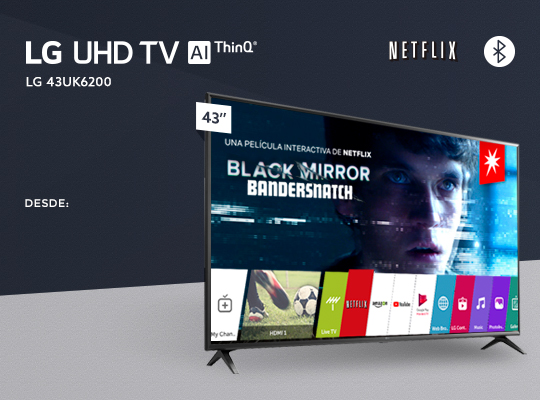 LG UHD TV AI ThinQ®
NETFLIX
LG 43UK6200
43’’
UNA PELÍCULA INTERACTIVA DE NETFLIX
BLACK MIRROR
BANDERSNATCH
DESDE:
My Chan.
HDMI 1
Live TV
NETFLIX
amazon
YouTube
Web Bro..
LG Cont..
Music